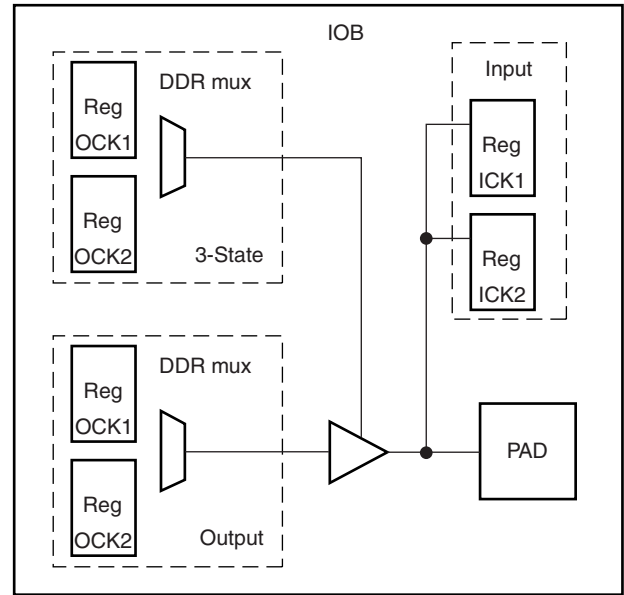 IOB
DDR mux
Reg
OCK1
Reg
OCK2
3-State
Input
Reg
ICK1
Reg
ICK2
DDR mux
Reg
OCK1
Reg
OCK2
Output
PAD